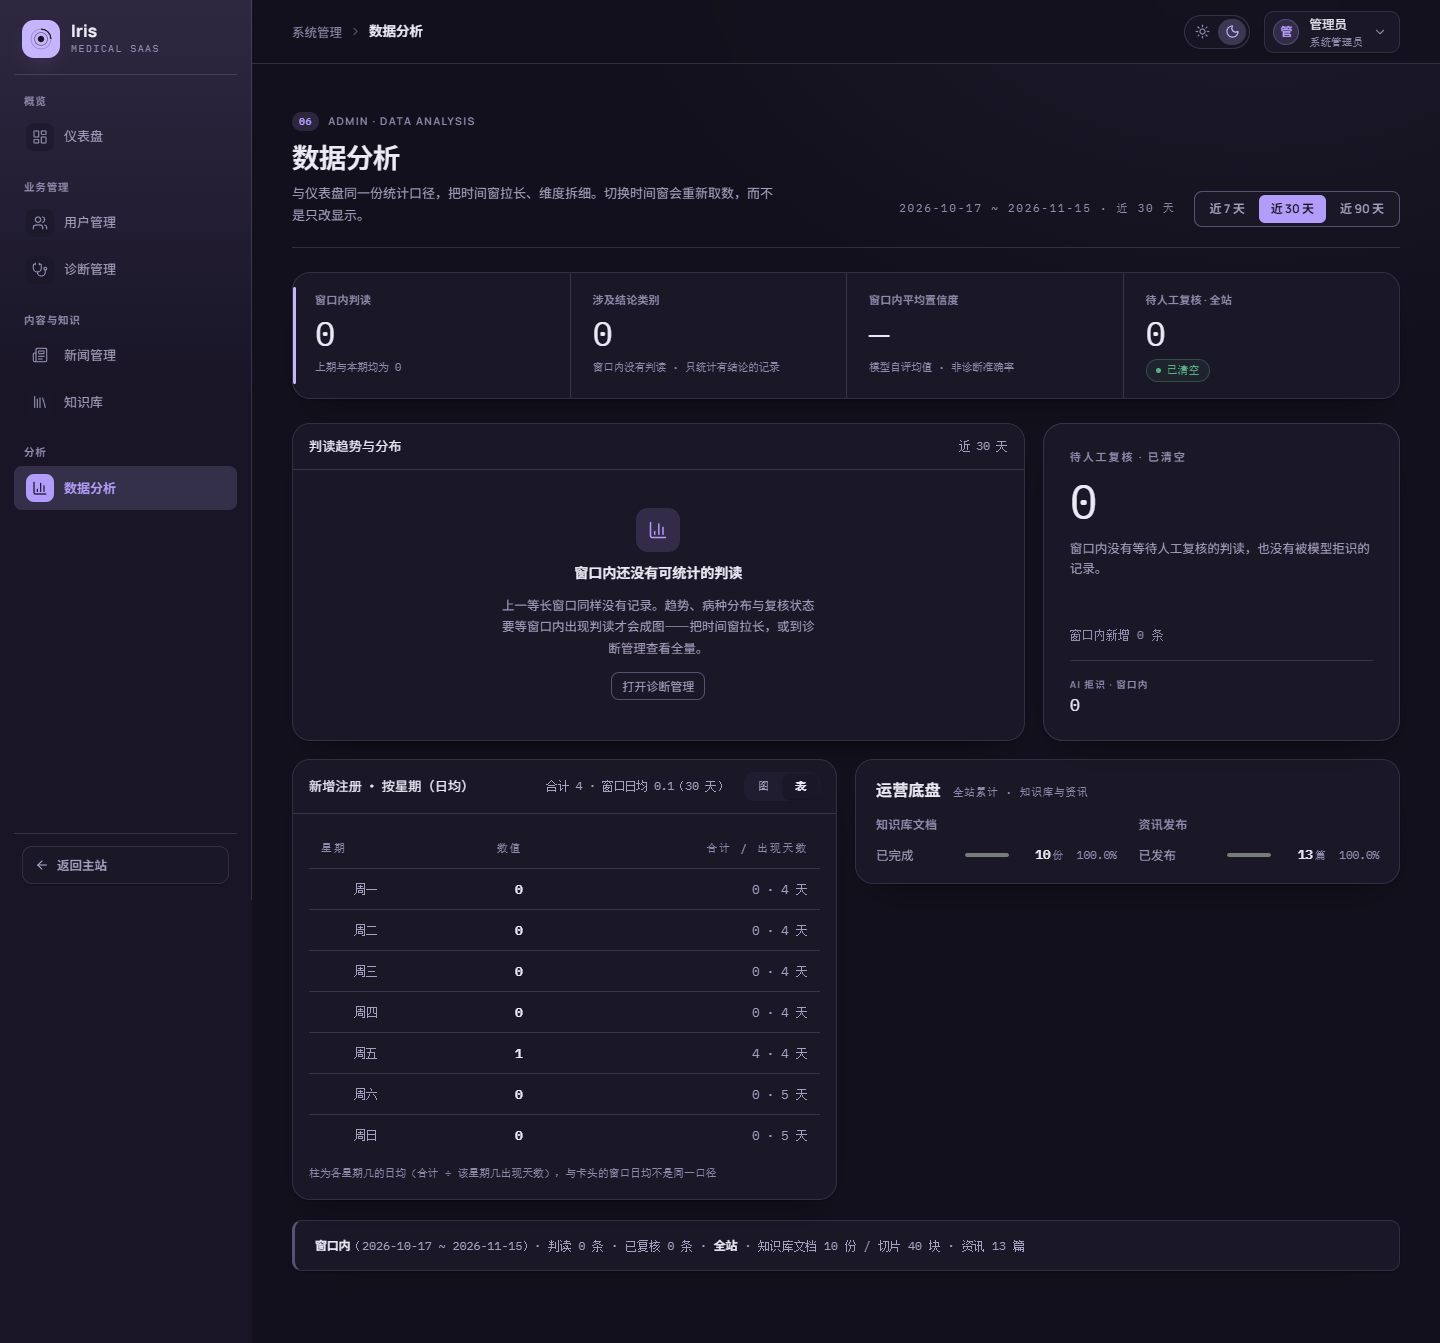 Iris
MEDICAL SAAS
概览
仪表盘
业务管理
用户管理
诊断管理
内容与知识
新闻管理
知识库
分析
数据分析
返回主站
系统管理 > 数据分析
管 管理员
系统管理员
06 ADMIN · DATA ANALYSIS
数据分析
与仪表盘同一份统计口径，把时间窗拉长、维度拆细。切换时间窗会重新取数，而不
是只改显示。
2026-10-17 ~ 2026-11-15 · 近 30 天
近 7 天 近 30 天 近 90 天
窗口内判读
0
上期与本期均为 0
涉及结论类别
0
窗口内没有判读 · 只统计有结论的记录
窗口内平均置信度
—
模型自评均值 · 非诊断准确率
待人工复核 · 全站
0
已清空
判读趋势与分布 近 30 天
窗口内还没有可统计的判读
上一等长窗口同样没有记录。趋势、病种分布与复核状态
要等窗口内出现判读才会成图——把时间窗拉长，或到诊
断管理查看全量。
打开诊断管理
待人工复核 · 已清空
0
窗口内没有等待人工复核的判读，也没有被模型拒识的
记录。
窗口内新增 0 条
AI 拒识 · 窗口内
0
新增注册 · 按星期（日均） 合计 4 · 窗口日均 0.1（30 天） 图 表
星期 数值 合计 / 出现天数
周一 0 0 · 4 天
周二 0 0 · 4 天
周三 0 0 · 4 天
周四 0 0 · 4 天
周五 1 4 · 4 天
周六 0 0 · 5 天
周日 0 0 · 5 天
柱为各星期几的日均（合计 ÷ 该星期几出现天数），与卡头的窗口日均不是同一口径
运营底盘 全站累计 · 知识库与资讯
知识库文档
已完成 10 份 100.0%
资讯发布
已发布 13 篇 100.0%
窗口内（2026-10-17 ~ 2026-11-15）· 判读 0 条 · 已复核 0 条 · 全站 · 知识库文档 10 份 / 切片 40 块 · 资讯 13 篇